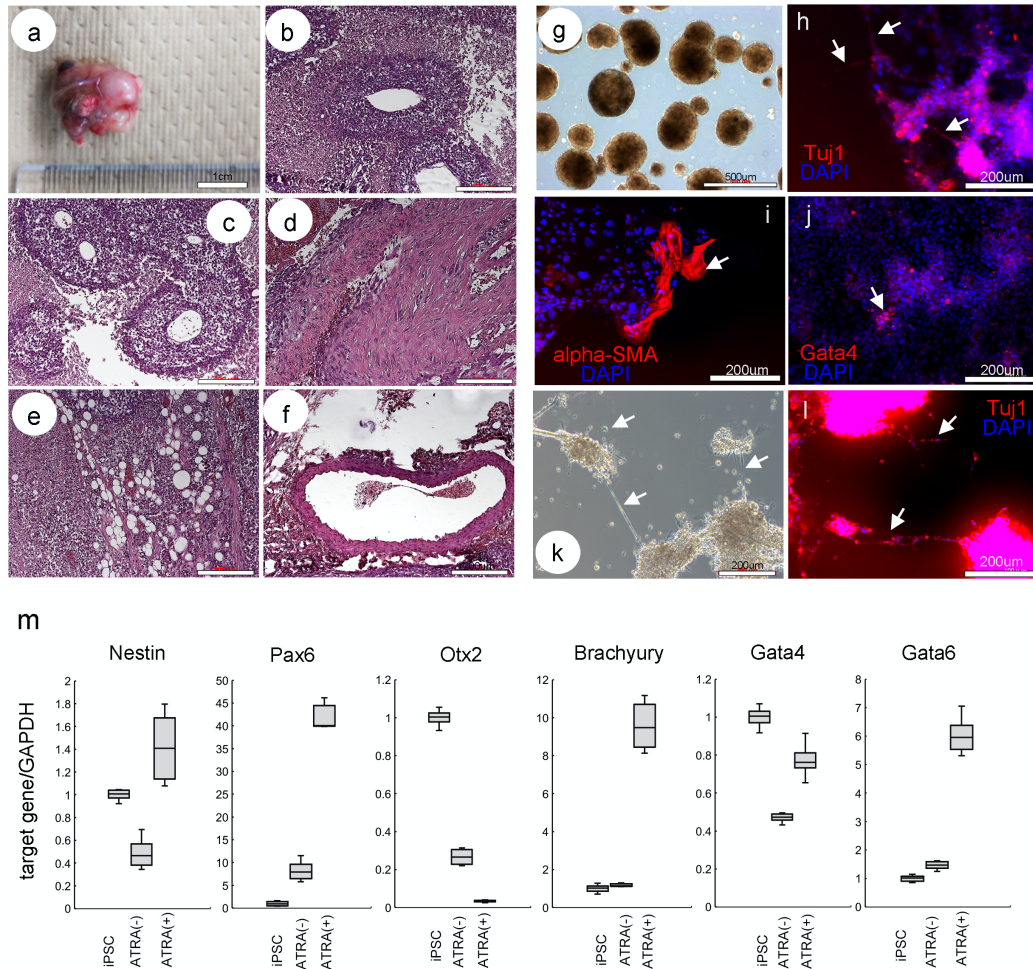 a
1cm
b
c
d
e
f
200um
g
500um
h
Tuj1
DAPI
200um
i
alpha-SMA
DAPI
200um
j
Gata4
DAPI
200um
k
200um
l
Tuj1
DAPI
200um
m
target gene/GAPDH
Nestin
2
1.8
1.6
1.4
1.2
1
0.8
0.6
0.4
0.2
0
iPSC
ATRA(-)
ATRA(+)
Pax6
50
45
40
35
30
25
20
15
10
5
0
iPSC
ATRA(-)
ATRA(+)
Otx2
1.2
1
0.8
0.6
0.4
0.2
0
iPSC
ATRA(-)
ATRA(+)
Brachyury
12
10
8
6
4
2
0
iPSC
ATRA(-)
ATRA(+)
Gata4
1.2
1
0.8
0.6
0.4
0.2
0
iPSC
ATRA(-)
ATRA(+)
Gata6
8
7
6
5
4
3
2
1
0
iPSC
ATRA(-)
ATRA(+)